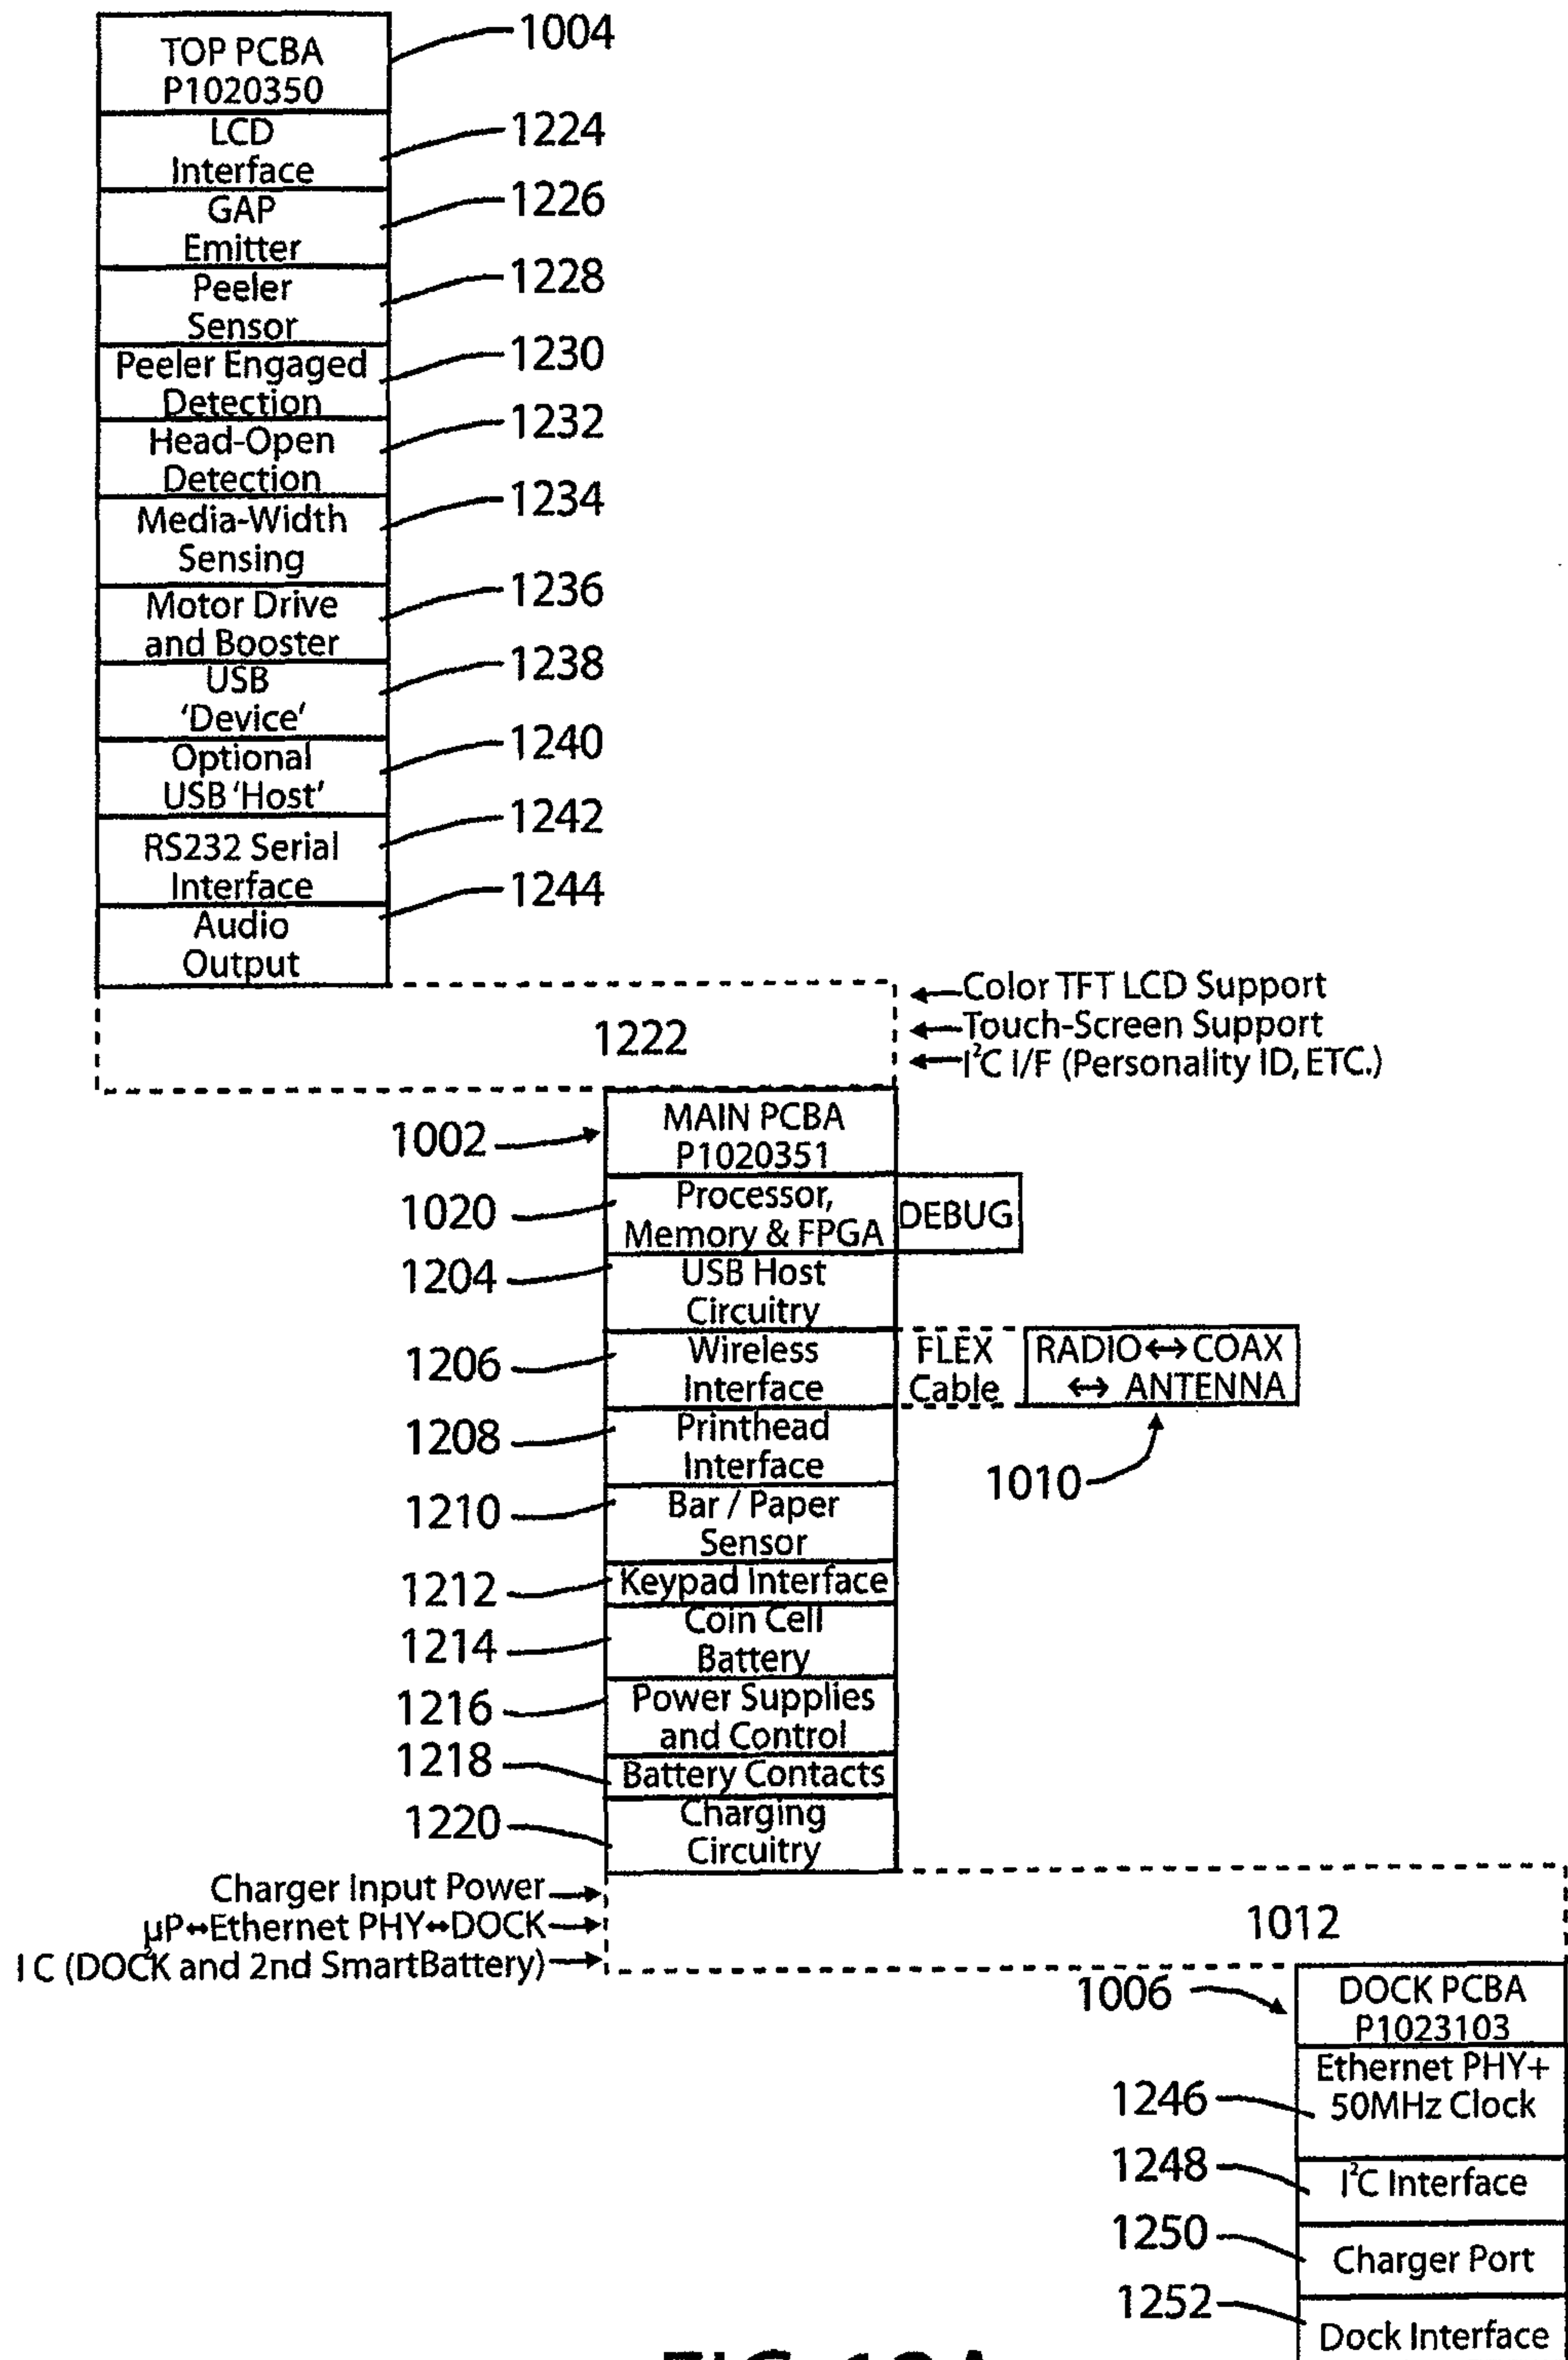 TOP PCBA
P1020350
1004
LCD
Interface
1224
GAP
Emitter
1226
Peeler
Sensor
1228
Peeler Engaged
Detection
1230
Head-Open
Detection
1232
Media-Width
Sensing
1234
Motor Drive
and Booster
1236
USB
‘Device’
1238
Optional
USB ‘Host’
1240
RS232 Serial
Interface
1242
Audio
Output
1244
1222
Color TFT LCD Support
Touch-Screen Support
I²C I/F (Personality ID, ETC.)
1002
MAIN PCBA
P1020351
1020
Processor,
Memory & FPGA
DEBUG
1204
USB Host
Circuitry
1206
Wireless
Interface
FLEX
Cable
RADIO↔COAX
↔ ANTENNA
1010
1208
Printhead
Interface
1210
Bar / Paper
Sensor
1212
Keypad Interface
1214
Coin Cell
Battery
1216
Power Supplies
and Control
1218
Battery Contacts
1220
Charging
Circuitry
Charger Input Power
µP↔Ethernet PHY↔DOCK
I²C (DOCK and 2nd SmartBattery)
1012
1006
DOCK PCBA
P1023103
1246
Ethernet PHY+
50MHz Clock
1248
I²C Interface
1250
Charger Port
1252
Dock Interface